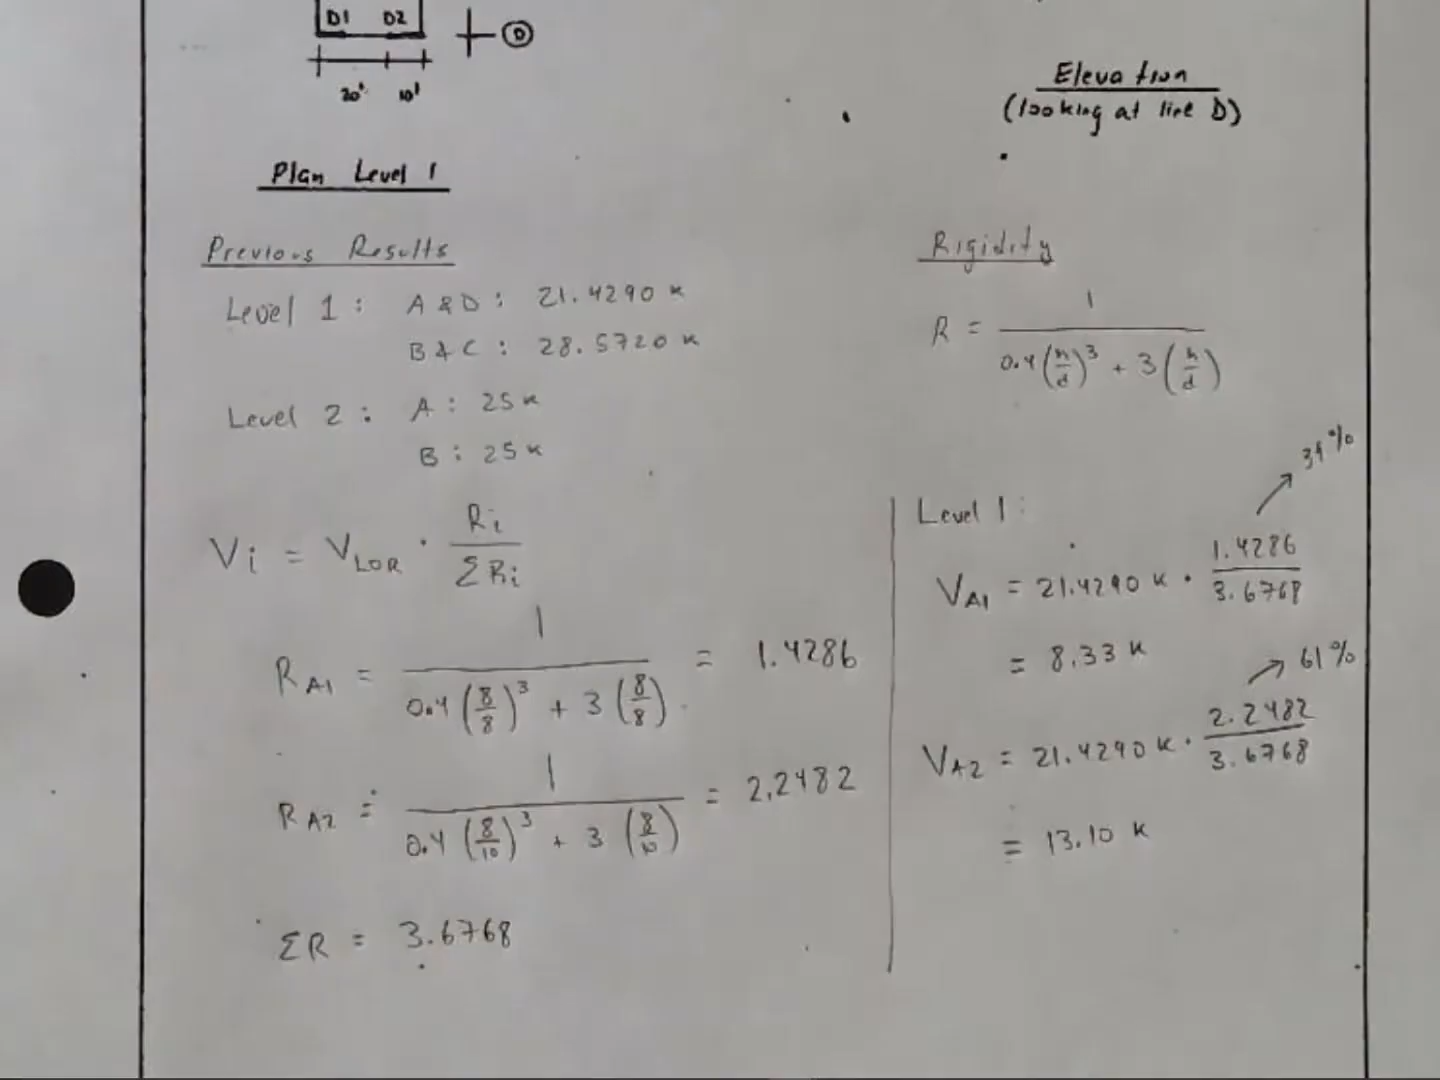 D1 D2
D
20' 10'
Elevation
(looking at line D)
Plan Level 1
Previous Results
Level 1: A & D: 21.4290 k
B & C: 28.5720 k
Level 2: A: 25 k
B: 25 k
Rigidity
R = 1 / (0.4 (h/d)^3 + 3 (h/d))
Vi = VLOR · Ri / ΣRi
RA1 = 1 / (0.4 (8/8)^3 + 3 (8/8)) = 1.4286
RA2 = 1 / (0.4 (8/10)^3 + 3 (8/10)) = 2.2482
ΣR = 3.6768
Level 1:
39%
VA1 = 21.4290 k · 1.4286 / 3.6768
= 8.33 k
61%
VA2 = 21.4290 k · 2.2482 / 3.6768
= 13.10 k